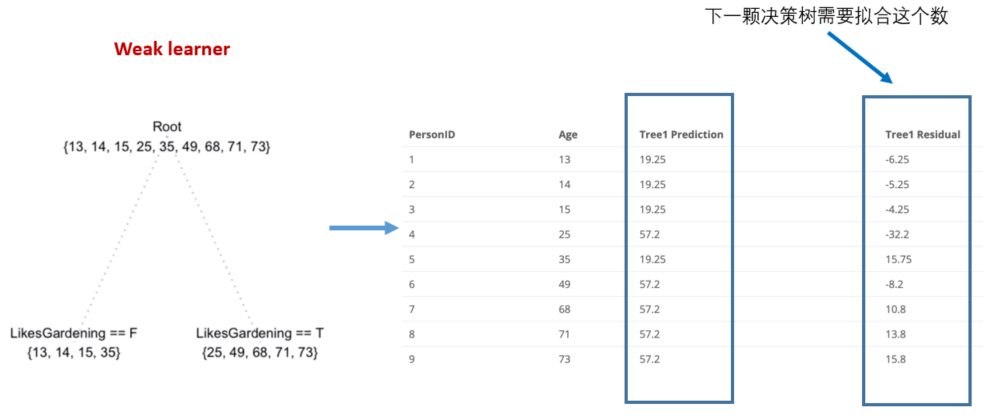 下一颗决策树需要拟合这个数
Weak learner
Root
{13, 14, 15, 25, 35, 49, 68, 71, 73}
LikesGardening == F
{13, 14, 15, 35}
LikesGardening == T
{25, 49, 68, 71, 73}
PersonID Age Tree1 Prediction Tree1 Residual
1 13 19.25 -6.25
2 14 19.25 -5.25
3 15 19.25 -4.25
4 25 57.2 -32.2
5 35 19.25 15.75
6 49 57.2 -8.2
7 68 57.2 10.8
8 71 57.2 13.8
9 73 57.2 15.8